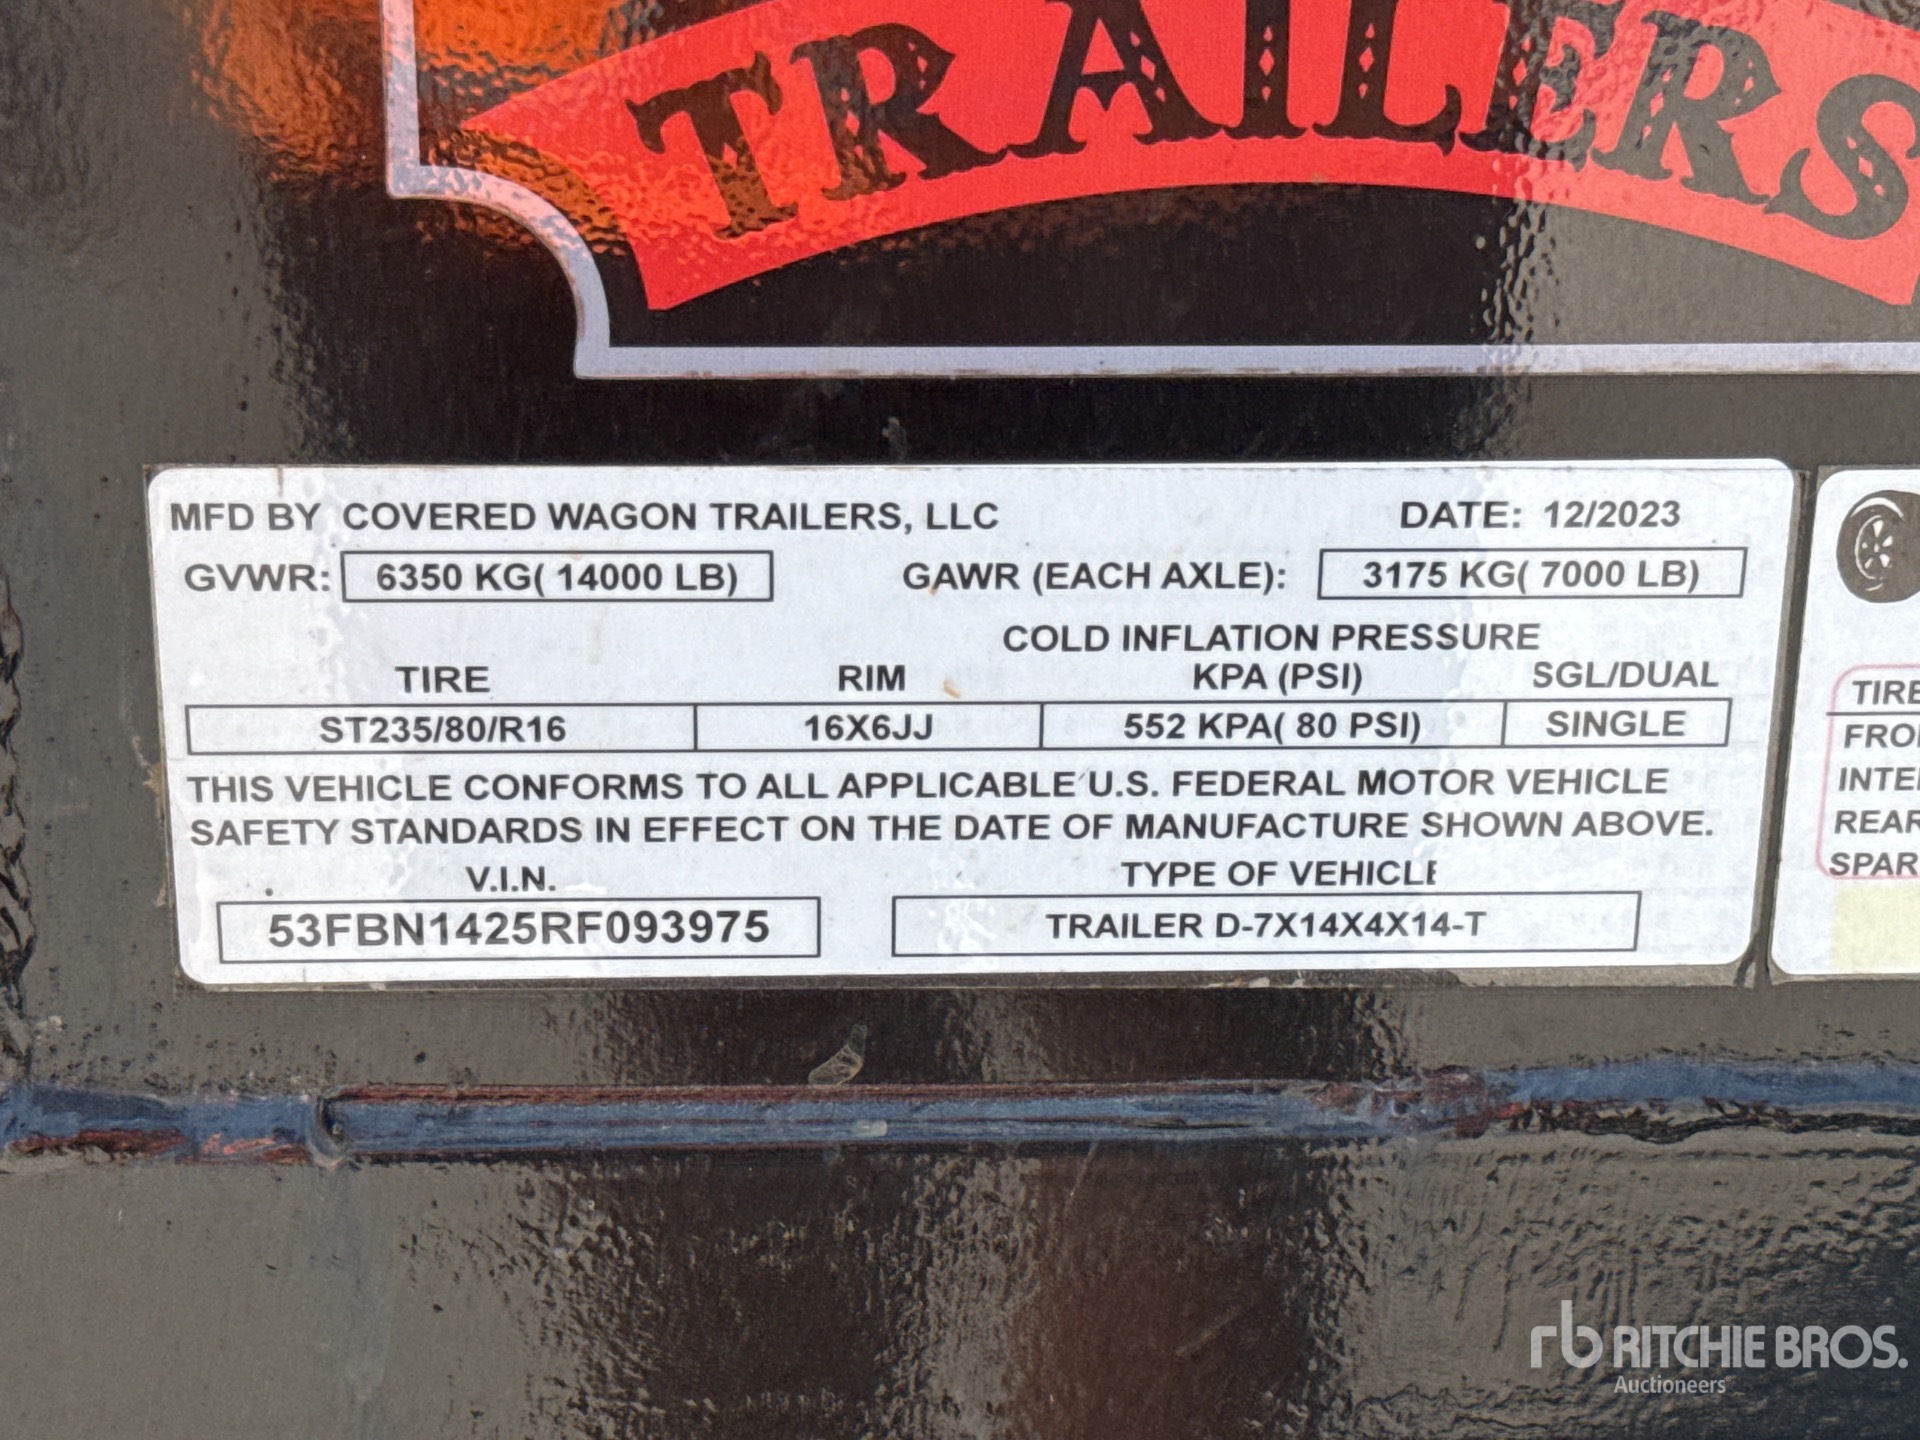 TRAILERS
MFD BY COVERED WAGON TRAILERS, LLC DATE: 12/2023
GVWR: 6350 KG( 14000 LB) GAWR (EACH AXLE): 3175 KG( 7000 LB)
COLD INFLATION PRESSURE
TIRE RIM KPA (PSI) SGL/DUAL
ST235/80/R16 16X6JJ 552 KPA( 80 PSI) SINGLE
THIS VEHICLE CONFORMS TO ALL APPLICABLE U.S. FEDERAL MOTOR VEHICLE
SAFETY STANDARDS IN EFFECT ON THE DATE OF MANUFACTURE SHOWN ABOVE.
V.I.N. TYPE OF VEHICLE
53FBN1425RF093975 TRAILER D-7X14X4X14-T
TIRE
REAR
rb RITCHIE BROS.
Auctioneers